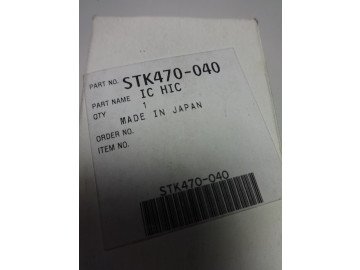 PART NO. STK470-040
PART NAME IC HIC
QTY 1
MADE IN JAPAN
ORDER NO.
ITEM NO.
STK470-040